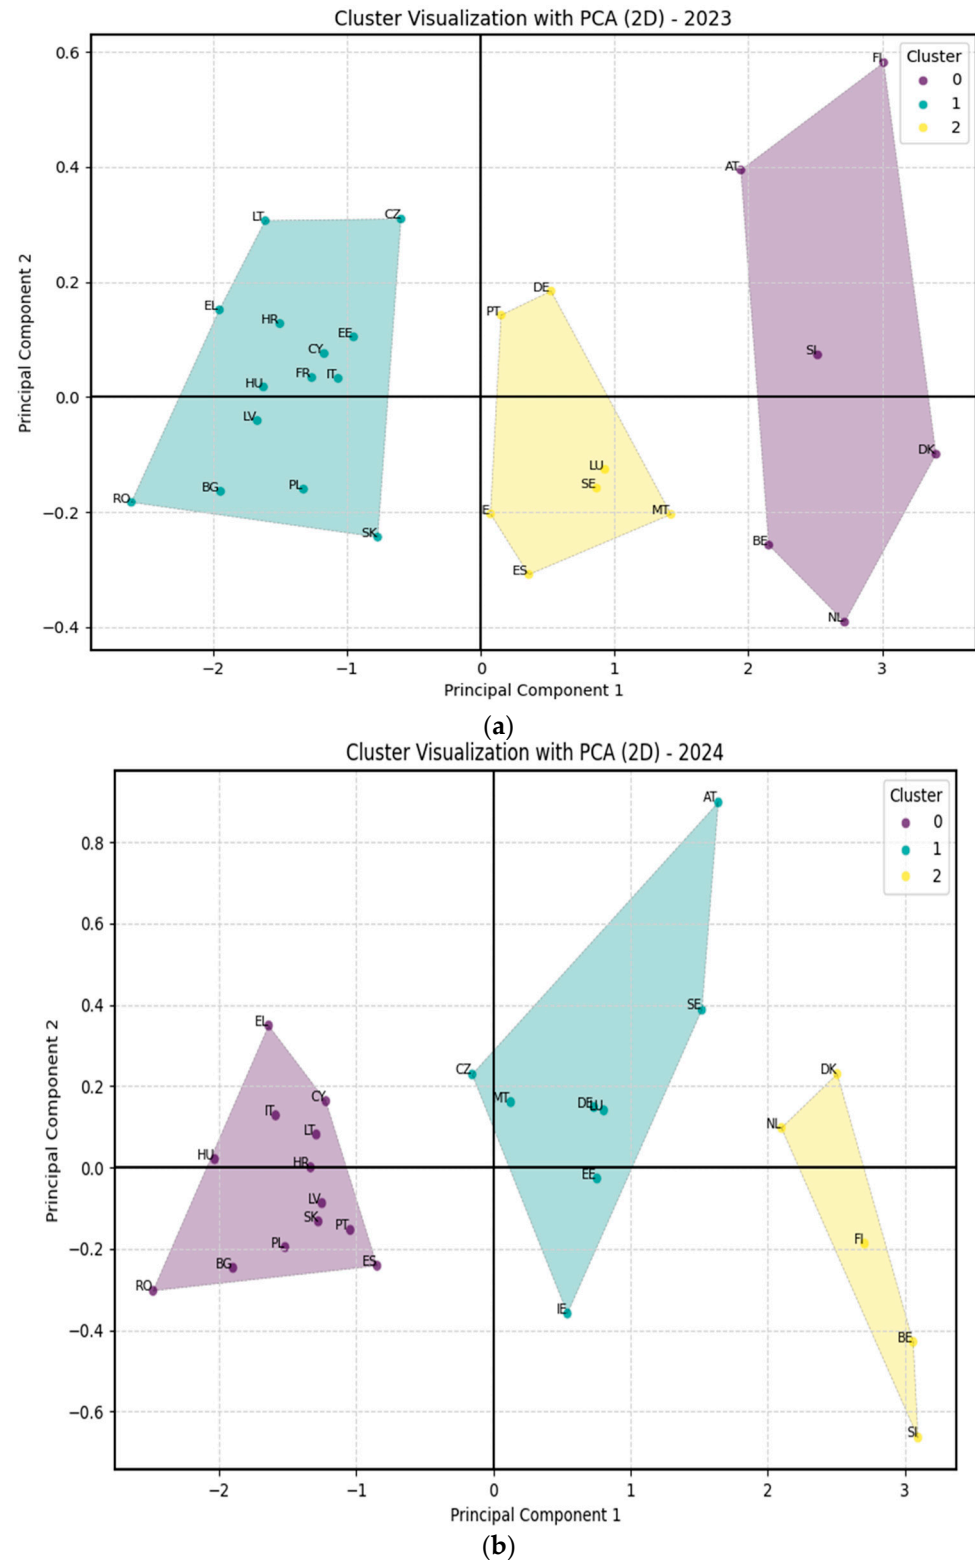 Cluster Visualization with PCA (2D) - 2023
Principal Component 2
0.6
0.4
0.2
0.0
−0.2
−0.4
Cluster
0
1
2
FI
AT
LT
CZ
EL
HR
EE
CY
FR
IT
HU
LV
RO
BG
PL
SK
DE
PT
LU
SE
E
MT
ES
SI
DK
BE
NL
−2
−1
0
1
2
3
Principal Component 1
(a)
Cluster Visualization with PCA (2D) - 2024
Principal Component 2
0.8
0.6
0.4
0.2
0.0
−0.2
−0.4
−0.6
Cluster
0
1
2
AT
SE
EL
CZ
DK
CY
MT
IT
DE
LU
NL
LT
HU
HR
EE
LV
SK
PT
PL
FI
BG
ES
RO
IE
BE
SI
−2
−1
0
1
2
3
Principal Component 1
(b)